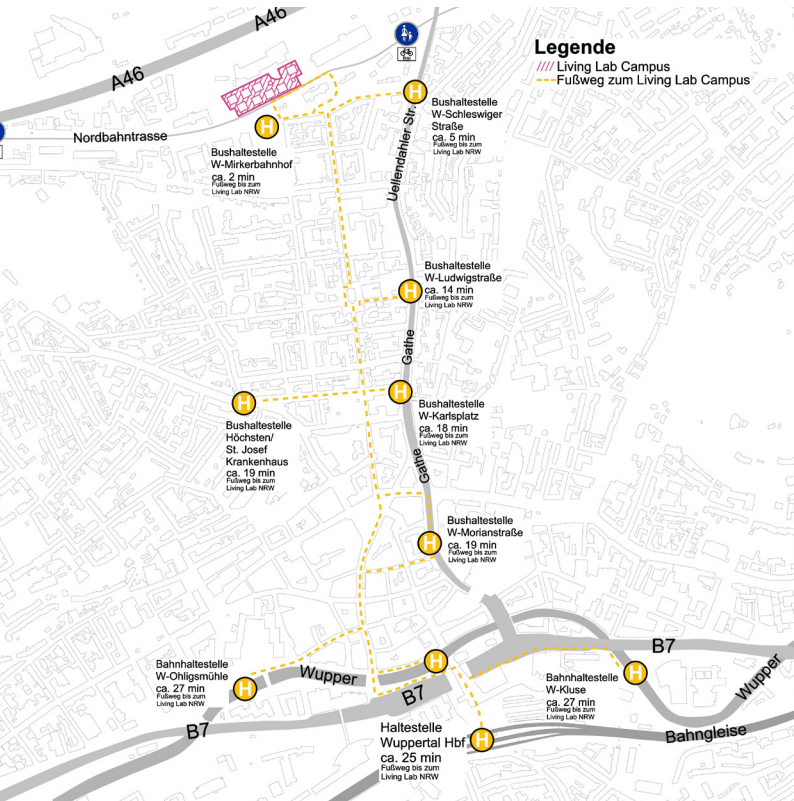 A46
A46
Legende
Living Lab Campus
Fußweg zum Living Lab Campus
Nordbahntrasse
H
Bushaltestelle
W-Mirkerbahnhof
ca. 2 min
Fußweg bis zum
Living Lab NRW
H
Bushaltestelle
W-Schleswiger
Straße
ca. 5 min
Fußweg bis zum
Living Lab NRW
Uellendahler Str.
H
Bushaltestelle
W-Ludwigstraße
ca. 14 min
Fußweg bis zum
Living Lab NRW
Gathe
H
Bushaltestelle
W-Karlsplatz
ca. 18 min
Fußweg bis zum
Living Lab NRW
H
Bushaltestelle
Höchsten/
St. Josef
Krankenhaus
ca. 19 min
Fußweg bis zum
Living Lab NRW
Gathe
H
Bushaltestelle
W-Morianstraße
ca. 19 min
Fußweg bis zum
Living Lab NRW
Bahnhaltestelle
W-Ohligsmühle
ca. 27 min
Fußweg bis zum
Living Lab NRW
H
Wupper
H
B7
B7
B7
Bahnhaltestelle
W-Kluse
ca. 27 min
Fußweg bis zum
Living Lab NRW
H
Wupper
Haltestelle
Wuppertal Hbf
ca. 25 min
Fußweg bis zum
Living Lab NRW
H
Bahngleise